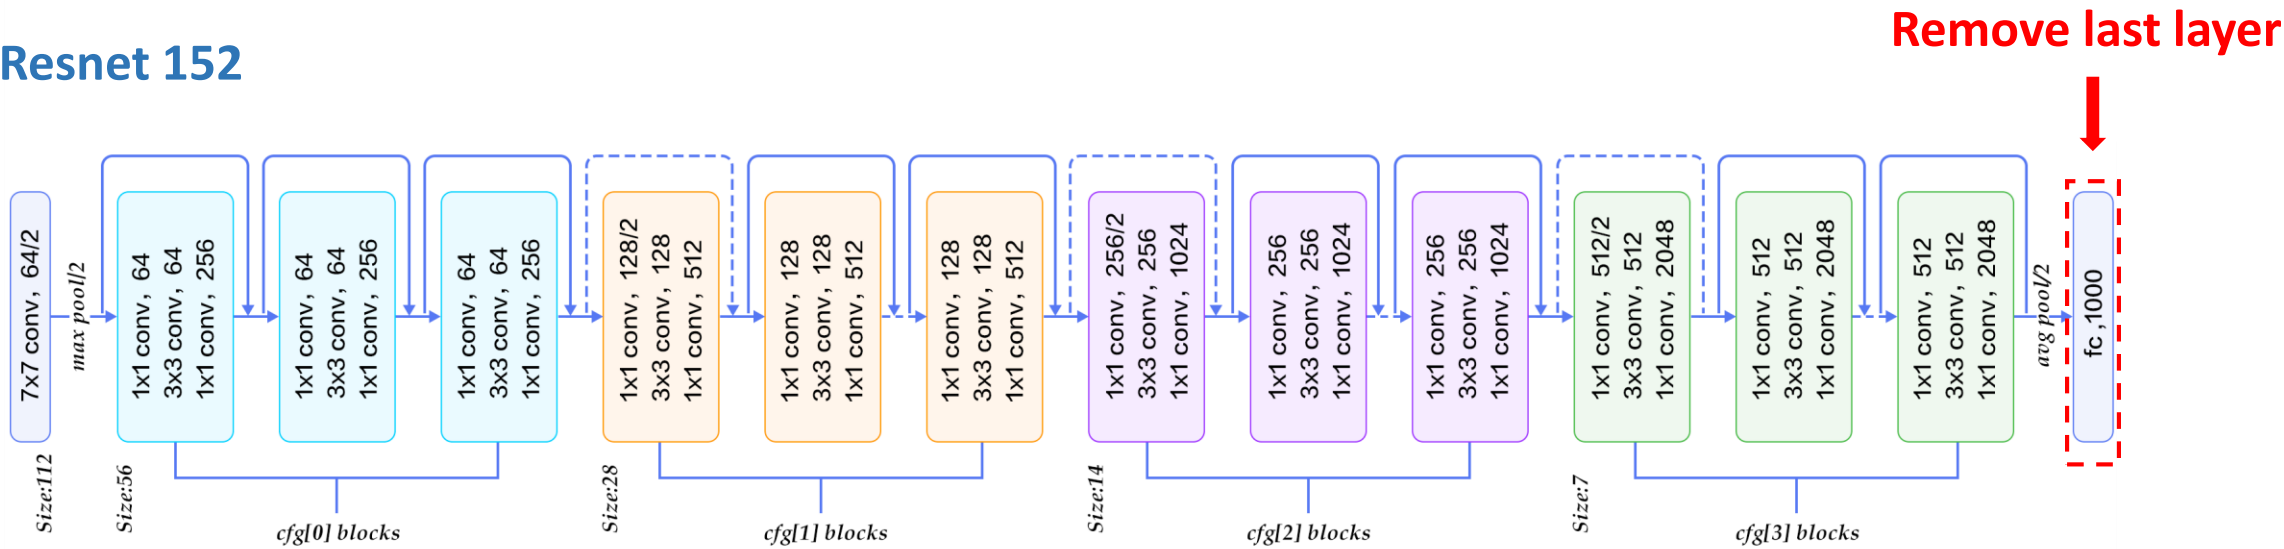 Resnet 152
Remove last layer
7x7 conv, 64/2
max pool/2
1x1 conv, 64
3x3 conv, 64
1x1 conv, 256
1x1 conv, 64
3x3 conv, 64
1x1 conv, 256
1x1 conv, 64
3x3 conv, 64
1x1 conv, 256
1x1 conv, 128/2
3x3 conv, 128
1x1 conv, 512
1x1 conv, 128
3x3 conv, 128
1x1 conv, 512
1x1 conv, 128
3x3 conv, 128
1x1 conv, 512
1x1 conv, 256/2
3x3 conv, 256
1x1 conv, 1024
1x1 conv, 256
3x3 conv, 256
1x1 conv, 1024
1x1 conv, 256
3x3 conv, 256
1x1 conv, 1024
1x1 conv, 512/2
3x3 conv, 512
1x1 conv, 2048
1x1 conv, 512
3x3 conv, 512
1x1 conv, 2048
1x1 conv, 512
3x3 conv, 512
1x1 conv, 2048
avg pool/2
fc ,1000
Size:112
Size:56
Size:28
Size:14
Size:7
cfg[0] blocks
cfg[1] blocks
cfg[2] blocks
cfg[3] blocks